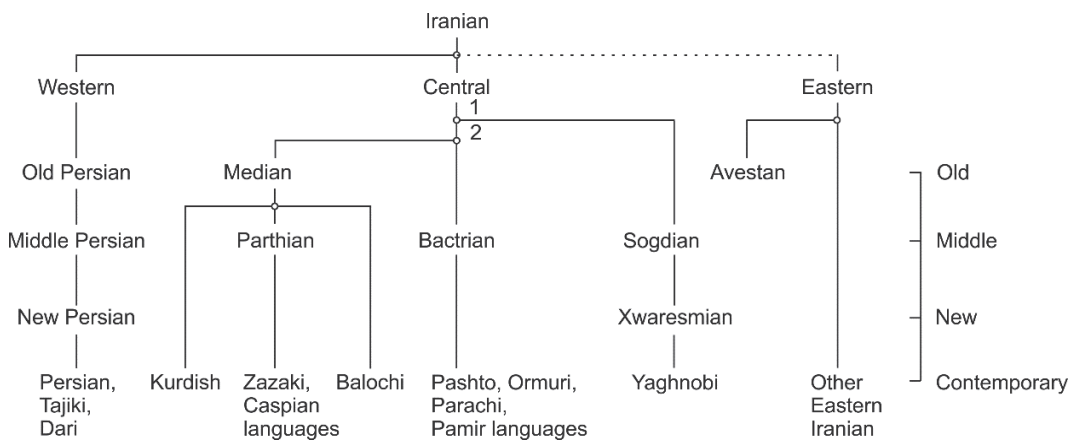 Iranian
Western
Central
Eastern
1
2
Old Persian
Median
Avestan
Old
Middle Persian
Parthian
Bactrian
Sogdian
Middle
New Persian
Xwaresmian
New
Persian,
Tajiki,
Dari
Kurdish
Zazaki,
Caspian
languages
Balochi
Pashto, Ormuri,
Parachi,
Pamir languages
Yaghnobi
Other
Eastern
Iranian
Contemporary